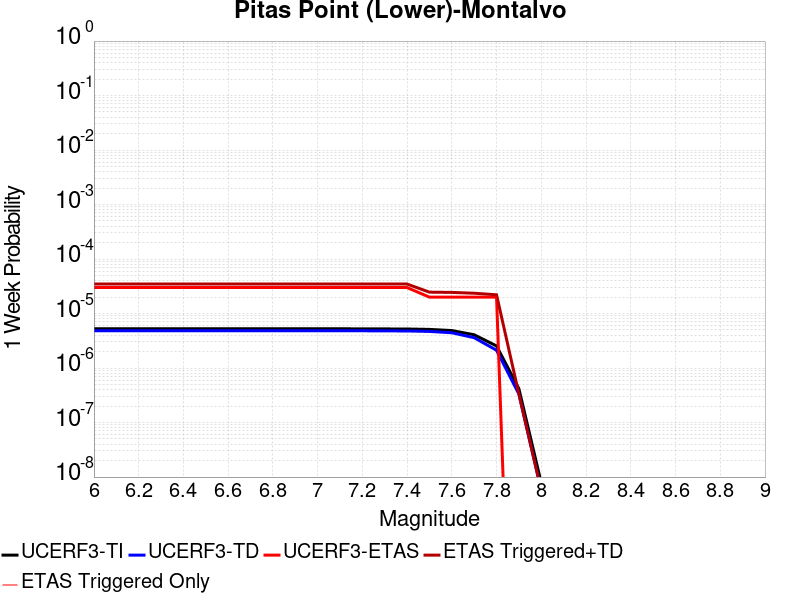 Pitas Point (Lower)-Montalvo
1 Week Probability
10^0
10^-1
10^-2
10^-3
10^-4
10^-5
10^-6
10^-7
10^-8
6 6.2 6.4 6.6 6.8 7 7.2 7.4 7.6 7.8 8 8.2 8.4 8.6 8.8 9
Magnitude
UCERF3-TI UCERF3-TD UCERF3-ETAS ETAS Triggered+TD
ETAS Triggered Only